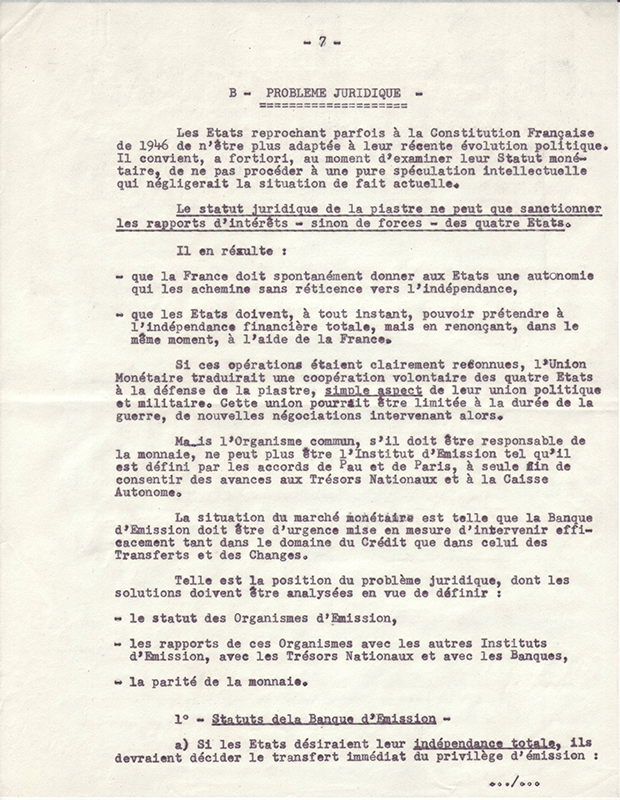 - 7 -
B - PROBLEME JURIDIQUE -
====================
Les Etats reprochant parfois à la Constitution Française
de 1946 de n'être plus adaptée à leur récente évolution politique.
Il convient, a fortiori, au moment d'examiner leur Statut moné-
taire, de ne pas procéder à une pure spéculation intellectuelle
qui négligerait la situation de fait actuelle.
Le statut juridique de la piastre ne peut que sanctionner
les rapports d'intérêts - sinon de forces - des quatre Etats.
Il en résulte :
- que la France doit spontanément donner aux Etats une autonomie
qui les achemine sans réticence vers l'indépendance,
- que les Etats doivent, à tout instant, pouvoir prétendre à
l'indépendance financière totale, mais en renonçant, dans le
même moment, à l'aide de la France.
Si ces opérations étaient clairement reconnues, l'Union
Monétaire traduirait une coopération volontaire des quatre Etats
à la défense de la piastre, simple aspect de leur union politique
et militaire. Cette union pourrait être limitée à la durée de la
guerre, de nouvelles négociations intervenant alors.
Mais l'Organisme commun, s'il doit être responsable de
la monnaie, ne peut plus être l'Institut d'Emission tel qu'il
est défini par les accords de Pau et de Paris, à seule fin de
consentir des avances aux Trésors Nationaux et à la Caisse
Autonome.
La situation du marché monétaire est telle que la Banque
d'Emission doit être d'urgence mise en mesure d'intervenir effi-
cacement tant dans le domaine du Crédit que dans celui des
Transferts et des Changes.
Telle est la position du problème juridique, dont les
solutions doivent être analysées en vue de définir :
- le statut des Organismes d'Emission,
- les rapports de ces Organismes avec les autres Instituts
d'Emission, avec les Trésors Nationaux et avec les Banques,
- la parité de la monnaie.
1° - Statuts dela Banque d'Emission -
a) Si les Etats désiraient leur indépendance totale, ils
devraient décider le transfert immédiat du privilège d'émission :
.../...